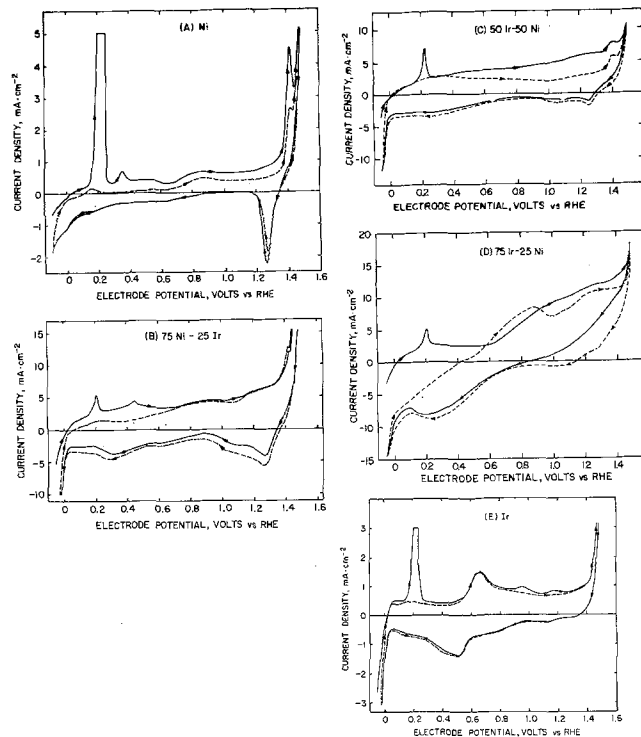 (A) Ni
CURRENT DENSITY, mA·cm-2
5
4
3
2
1
0
-1
-2
0 0.2 0.4 0.6 0.8 1.0 1.2 1.4 1.6
ELECTRODE POTENTIAL, VOLTS vs RHE
(B) 75 Ni - 25 Ir
CURRENT DENSITY, mA·cm-2
15
10
5
0
-5
-10
0 0.2 0.4 0.6 0.8 1.0 1.2 1.4 1.6
ELECTRODE POTENTIAL, VOLTS vs RHE
(C) 50 Ir-50 Ni
CURRENT DENSITY, mA·cm-2
10
5
0
-5
-10
0 0.2 0.4 0.6 0.8 1.0 1.2 1.4 1.6
ELECTRODE POTENTIAL, VOLTS vs RHE
(D) 75 Ir-25 Ni
CURRENT DENSITY, mA·cm-2
20
15
10
5
0
-5
-10
-15
0 0.2 0.4 0.6 0.8 1.0 1.2 1.4 1.6
ELECTRODE POTENTIAL, VOLTS vs RHE
(E) Ir
CURRENT DENSITY, mA·cm-2
3
2
1
0
-1
-2
-3
0 0.2 0.4 0.6 0.8 1.0 1.2 1.4 1.6
ELECTRODE POTENTIAL, VOLTS vs RHE